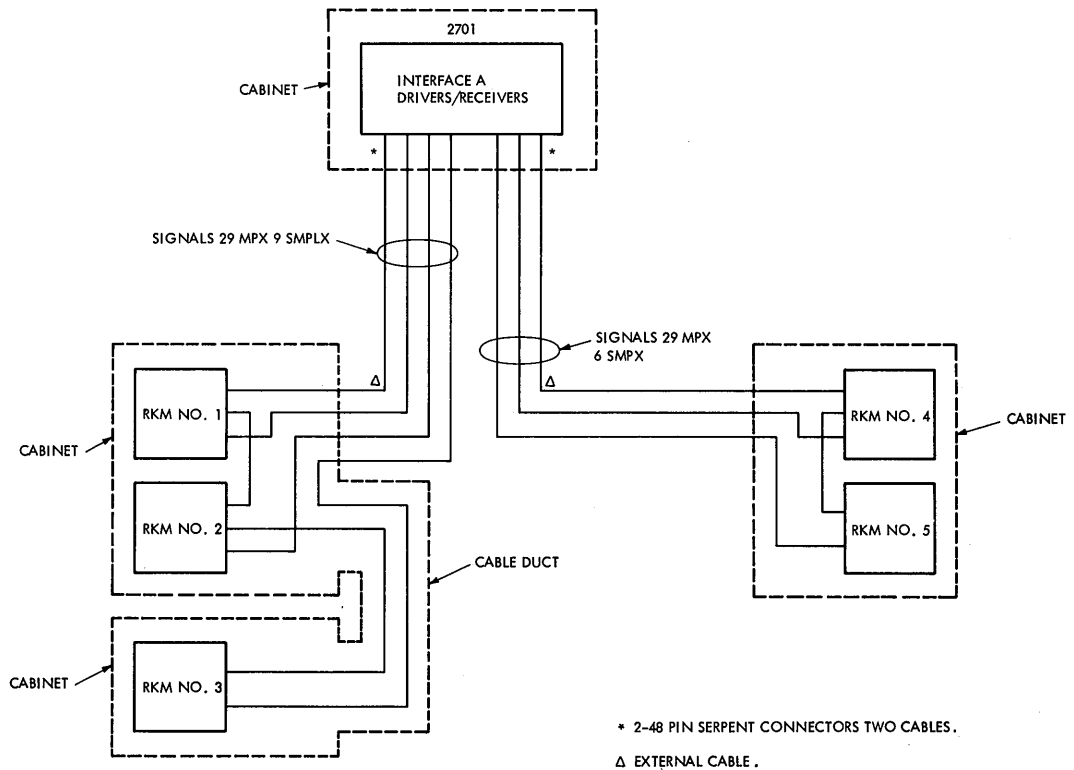 2701
INTERFACE A
DRIVERS/RECEIVERS
CABINET
*
*
SIGNALS 29 MPX 9 SMPLX
SIGNALS 29 MPX
6 SMPX
Δ
Δ
RKM NO. 1
RKM NO. 4
CABINET
CABINET
RKM NO. 2
RKM NO. 5
CABLE DUCT
CABINET
RKM NO. 3
* 2-48 PIN SERPENT CONNECTORS TWO CABLES.
Δ EXTERNAL CABLE.